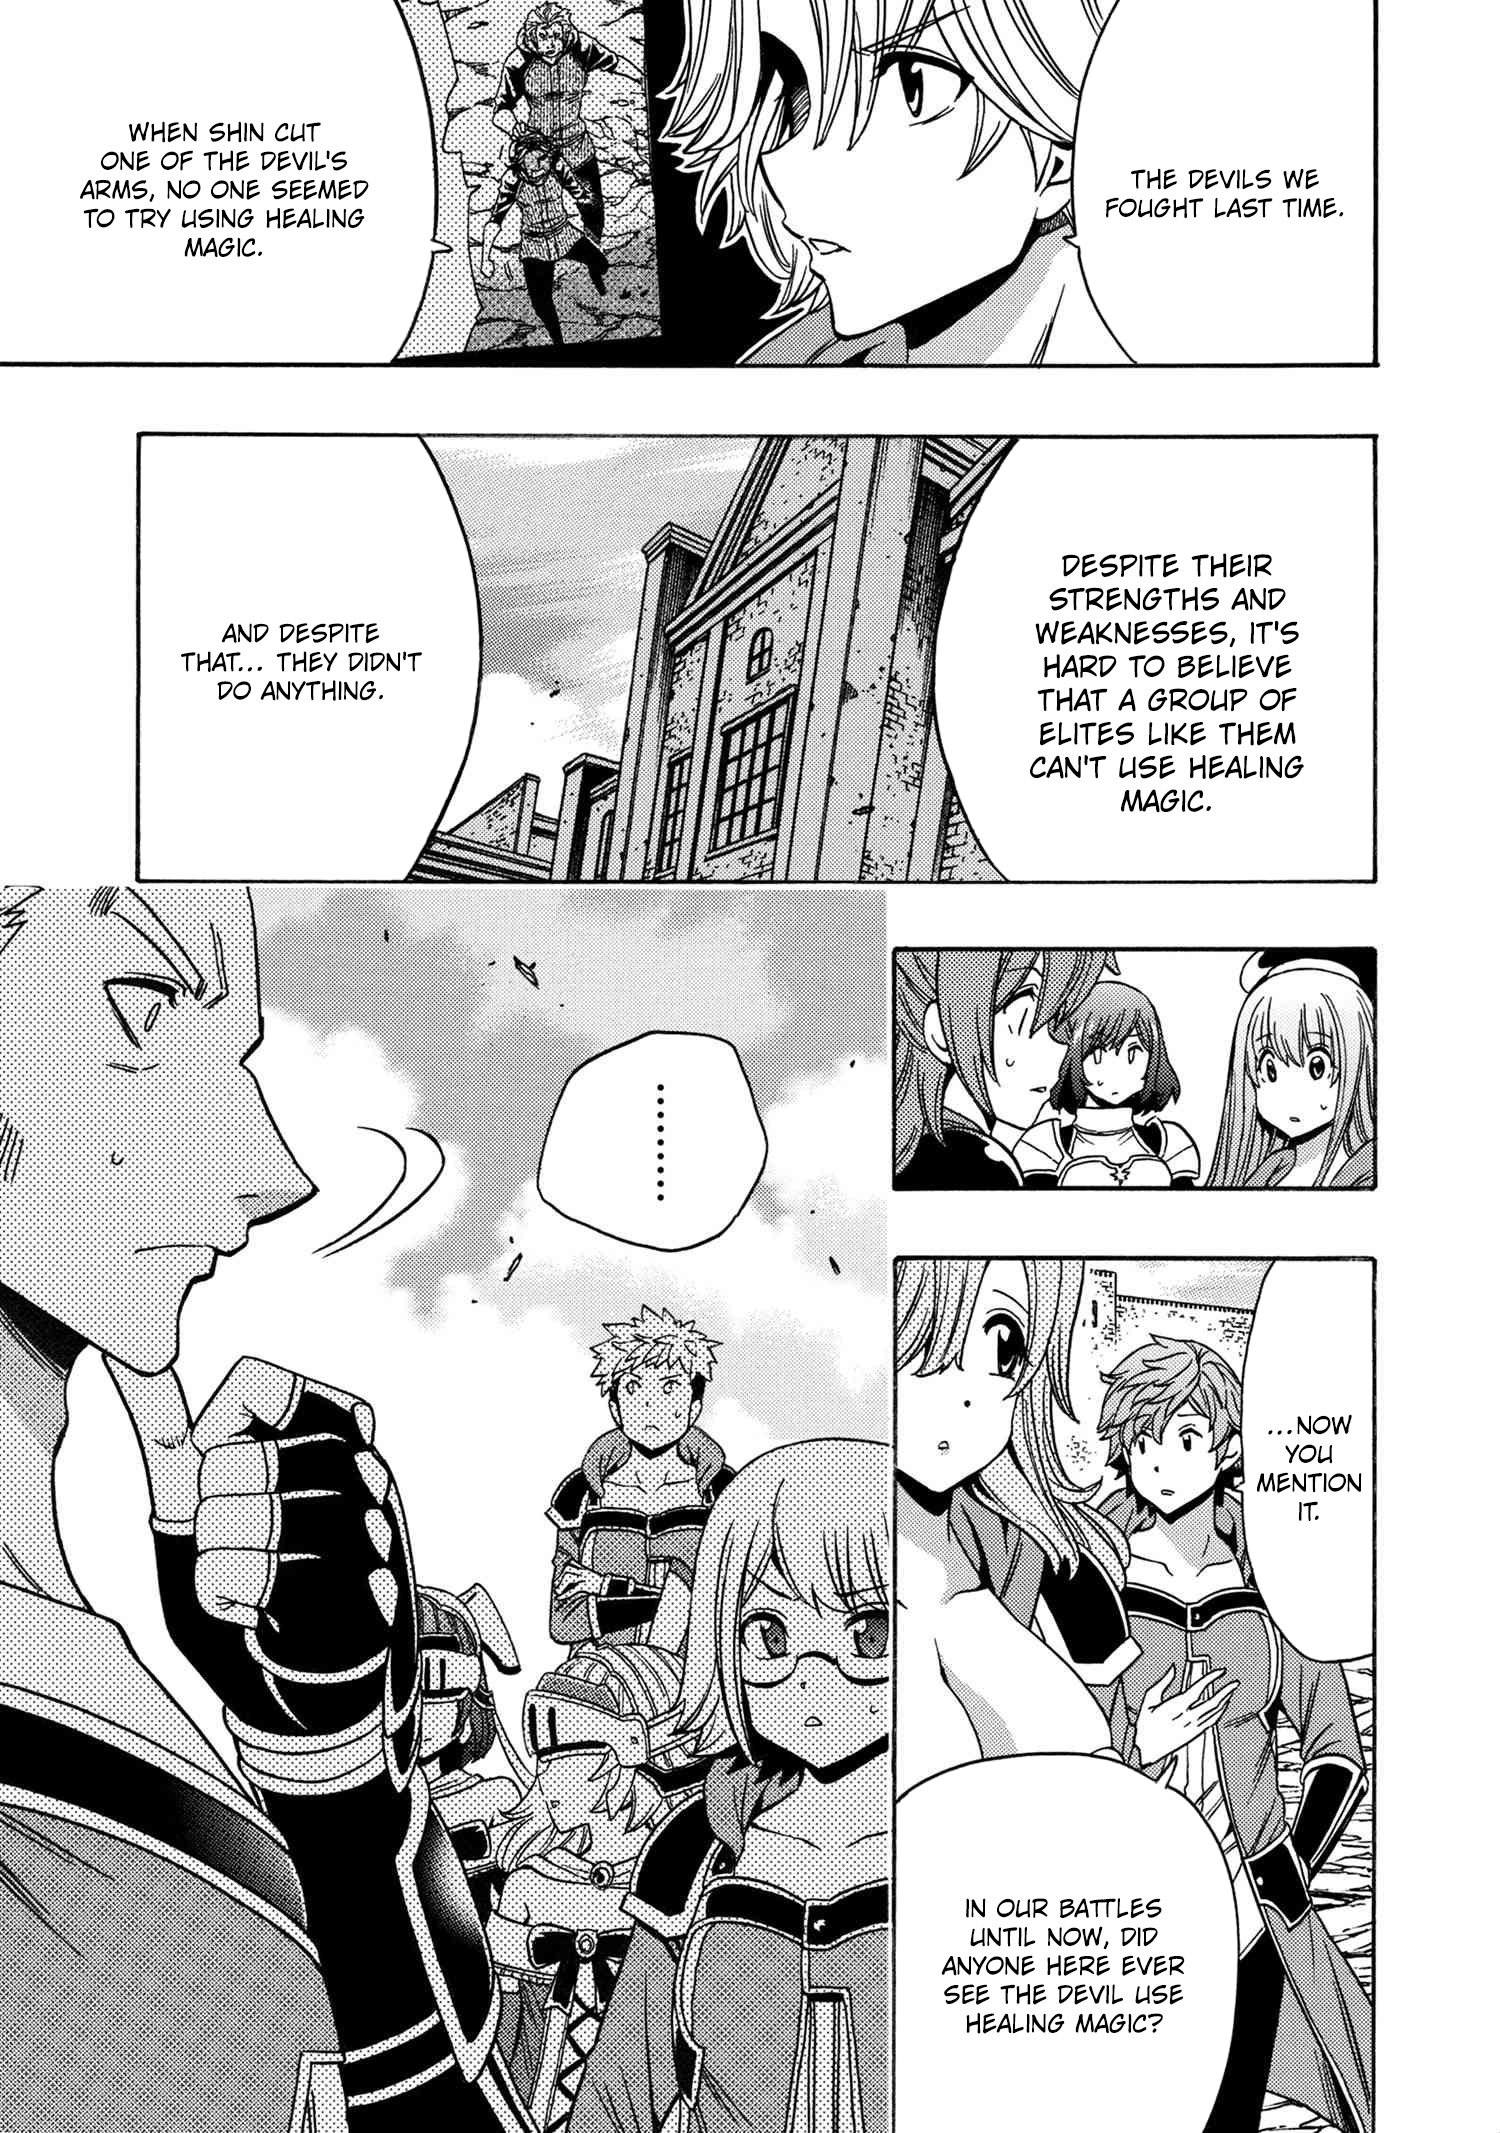 THE DEVILS WE
FOUGHT LAST TIME.
WHEN SHIN CUT
ONE OF THE DEVIL'S
ARMS, NO ONE SEEMED
TO TRY USING HEALING
MAGIC.
DESPITE THEIR
STRENGTHS AND
WEAKNESSES, IT'S
HARD TO BELIEVE
THAT A GROUP OF
ELITES LIKE THEM
CAN'T USE HEALING
MAGIC.
AND DESPITE
THAT... THEY DIDN'T
DO ANYTHING.
...NOW
YOU
MENTION
IT.
IN OUR BATTLES
UNTIL NOW, DID
ANYONE HERE EVER
SEE THE DEVIL USE
HEALING MAGIC?
.........